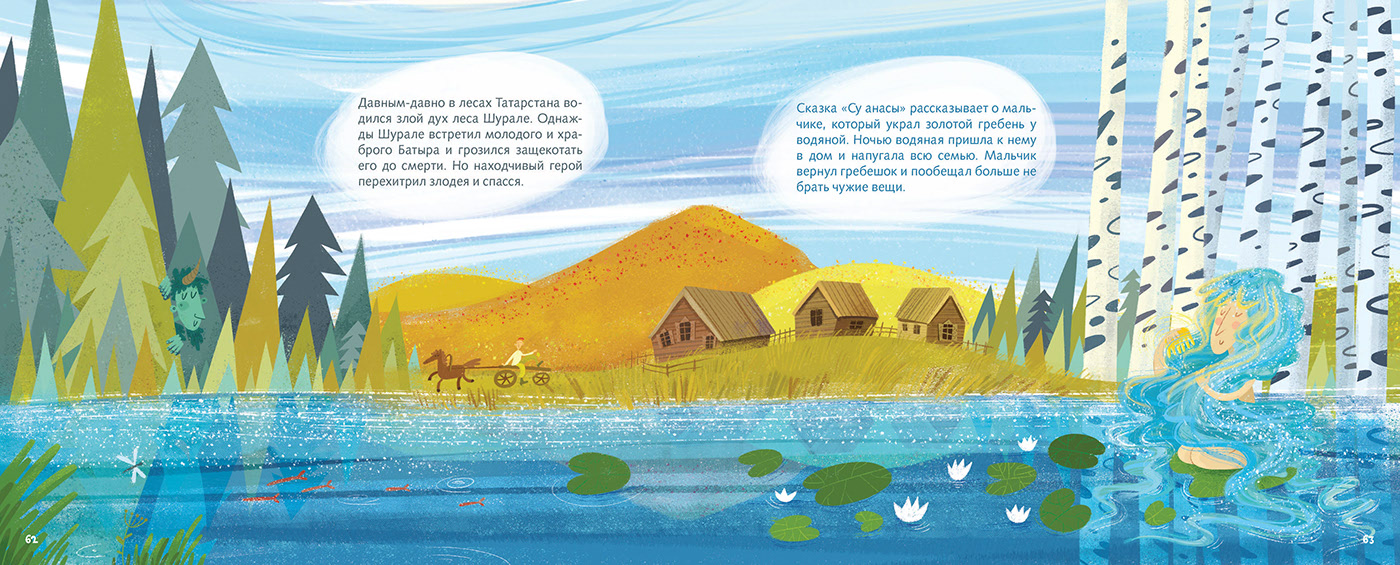 Давным-давно в лесах Татарстана во-
дился злой дух леса Шурале. Однаж-
ды Шурале встретил молодого и хра-
брого Батыра и грозился защекотать
его до смерти. Но находчивый герой
перехитрил злодея и спасся.
Сказка «Су анасы» рассказывает о маль-
чике, который украл золотой гребень у
водяной. Ночью водяная пришла к нему
в дом и напугала всю семью. Мальчик
вернул гребешок и пообещал больше не
брать чужие вещи.
62
63